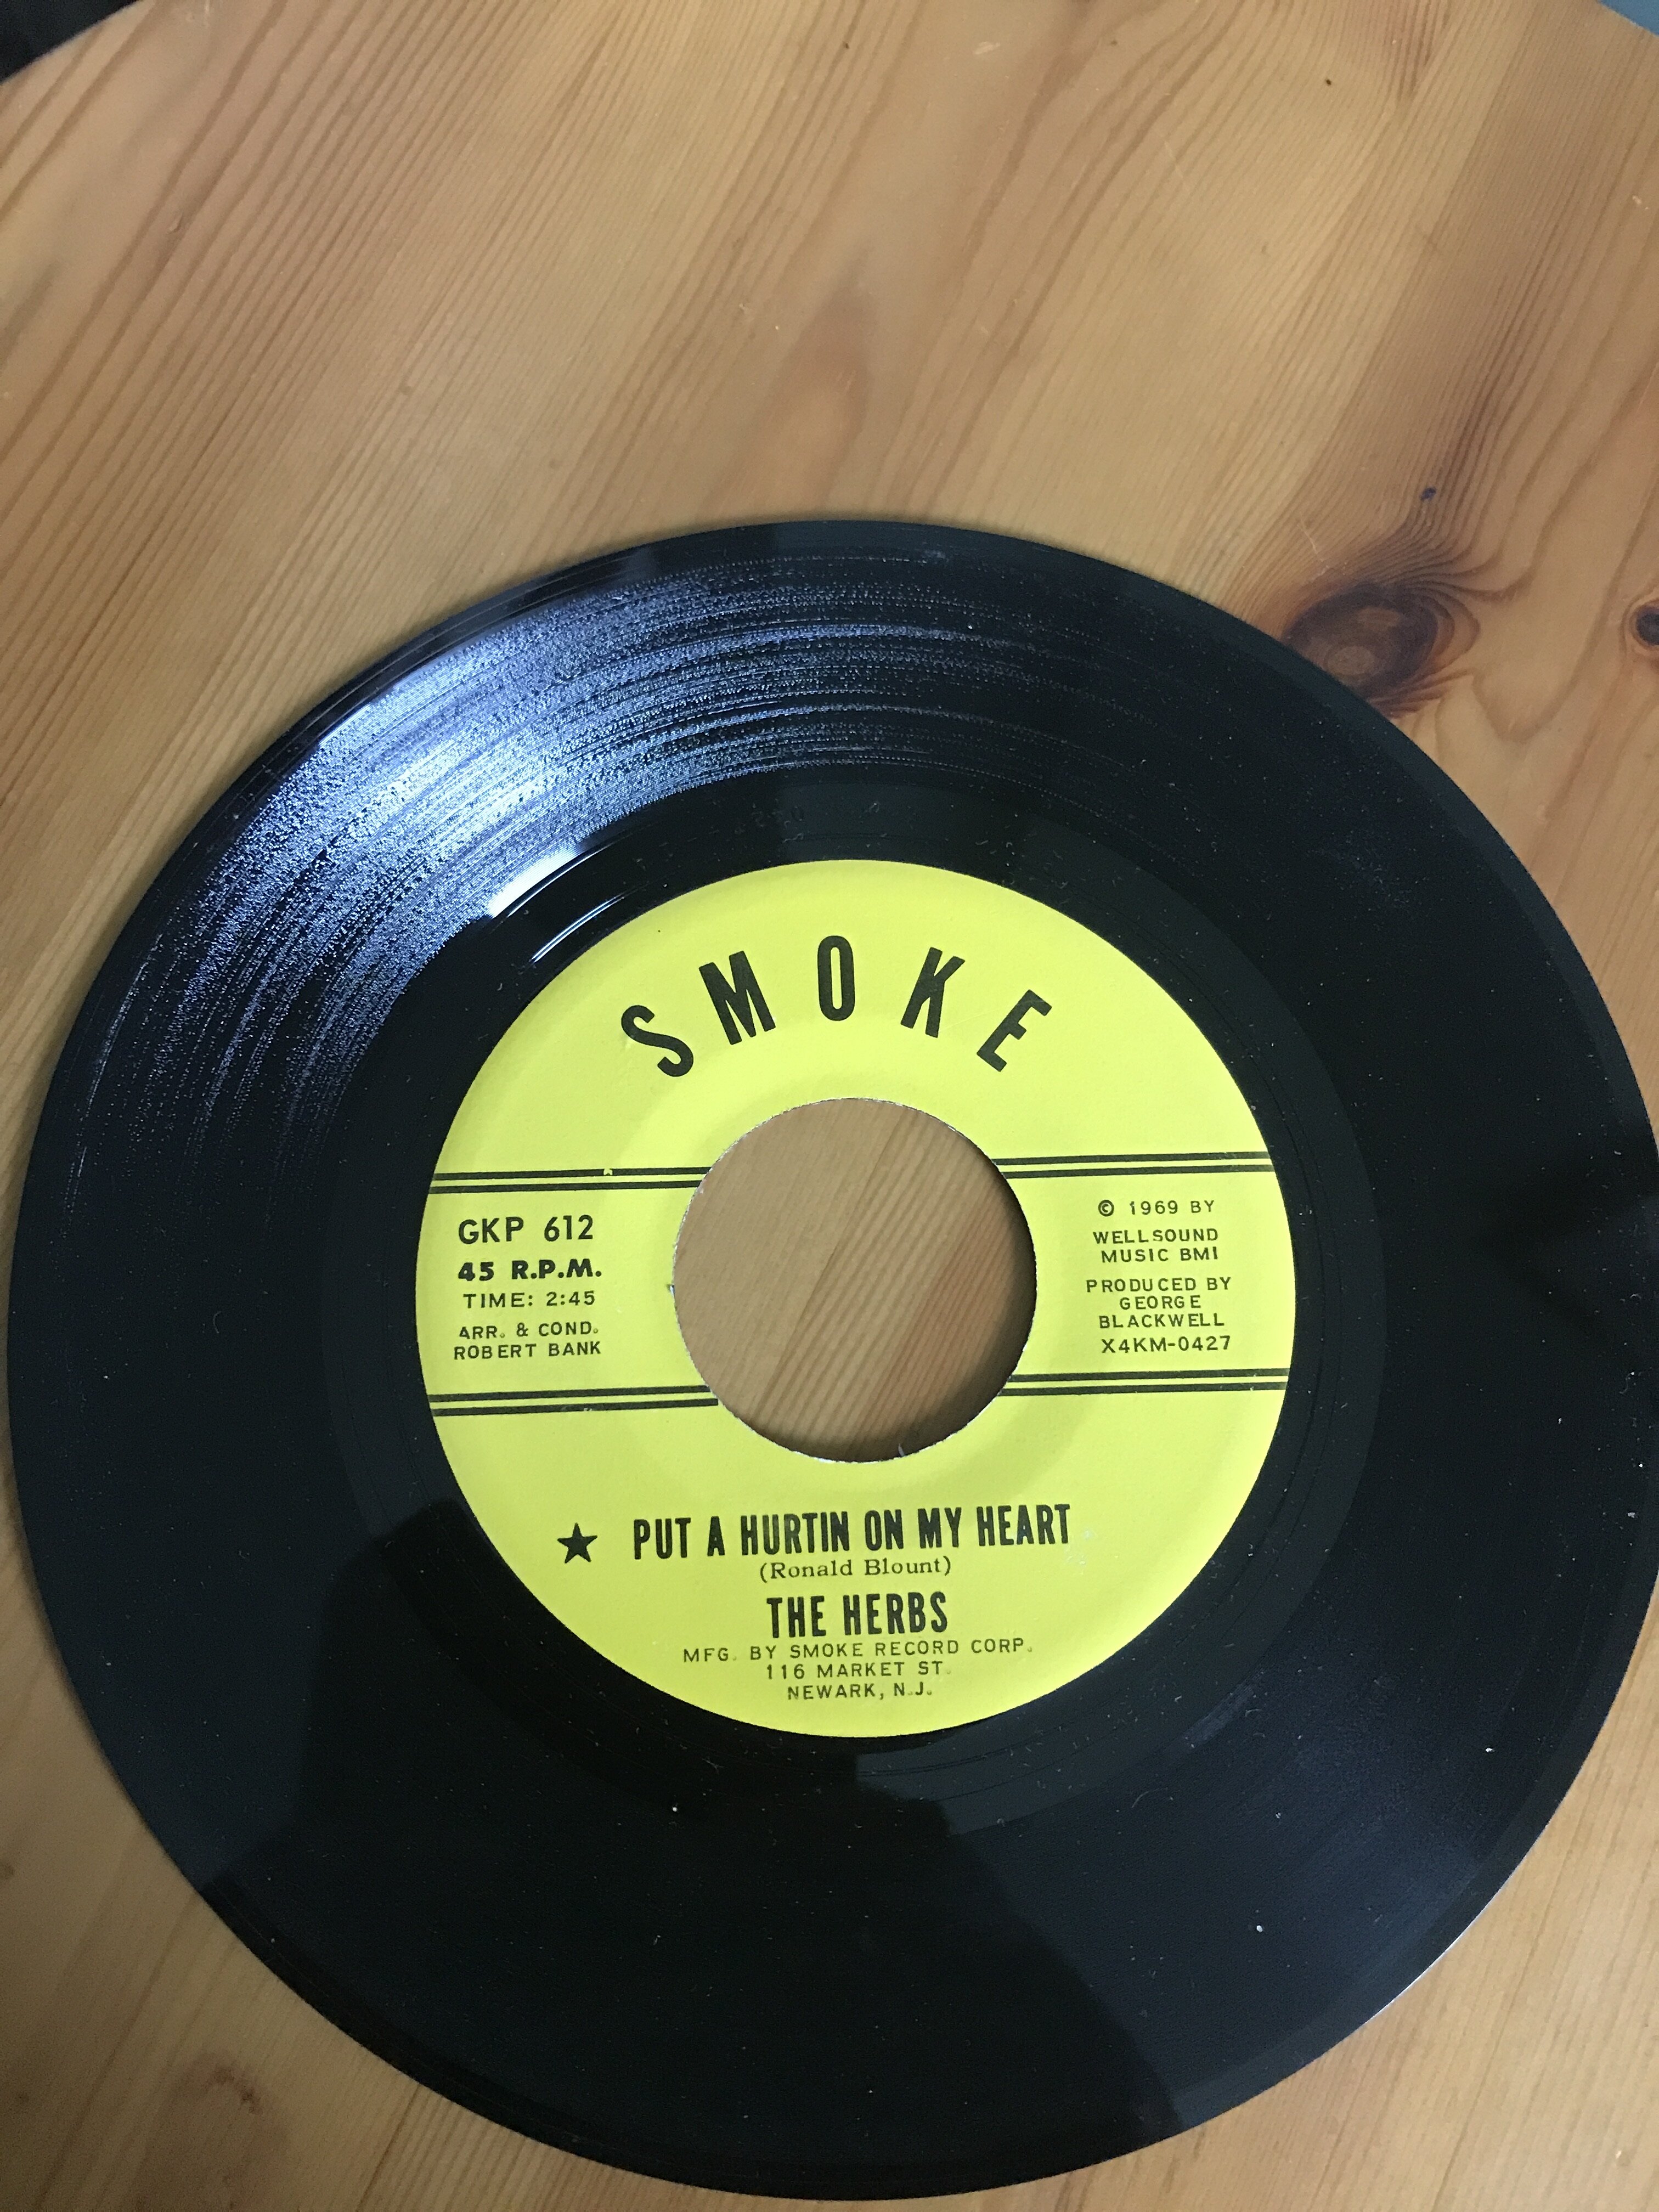 SMOKE
GKP 612
45 R.P.M.
TIME: 2:45
ARR. & COND.
ROBERT BANK
© 1969 BY
WELLSOUND
MUSIC BMI
PRODUCED BY
GEORGE
BLACKWELL
X4KM-0427
★ PUT A HURTIN ON MY HEART
(Ronald Blount)
THE HERBS
MFG. BY SMOKE RECORD CORP.
116 MARKET ST.
NEWARK, N.J.